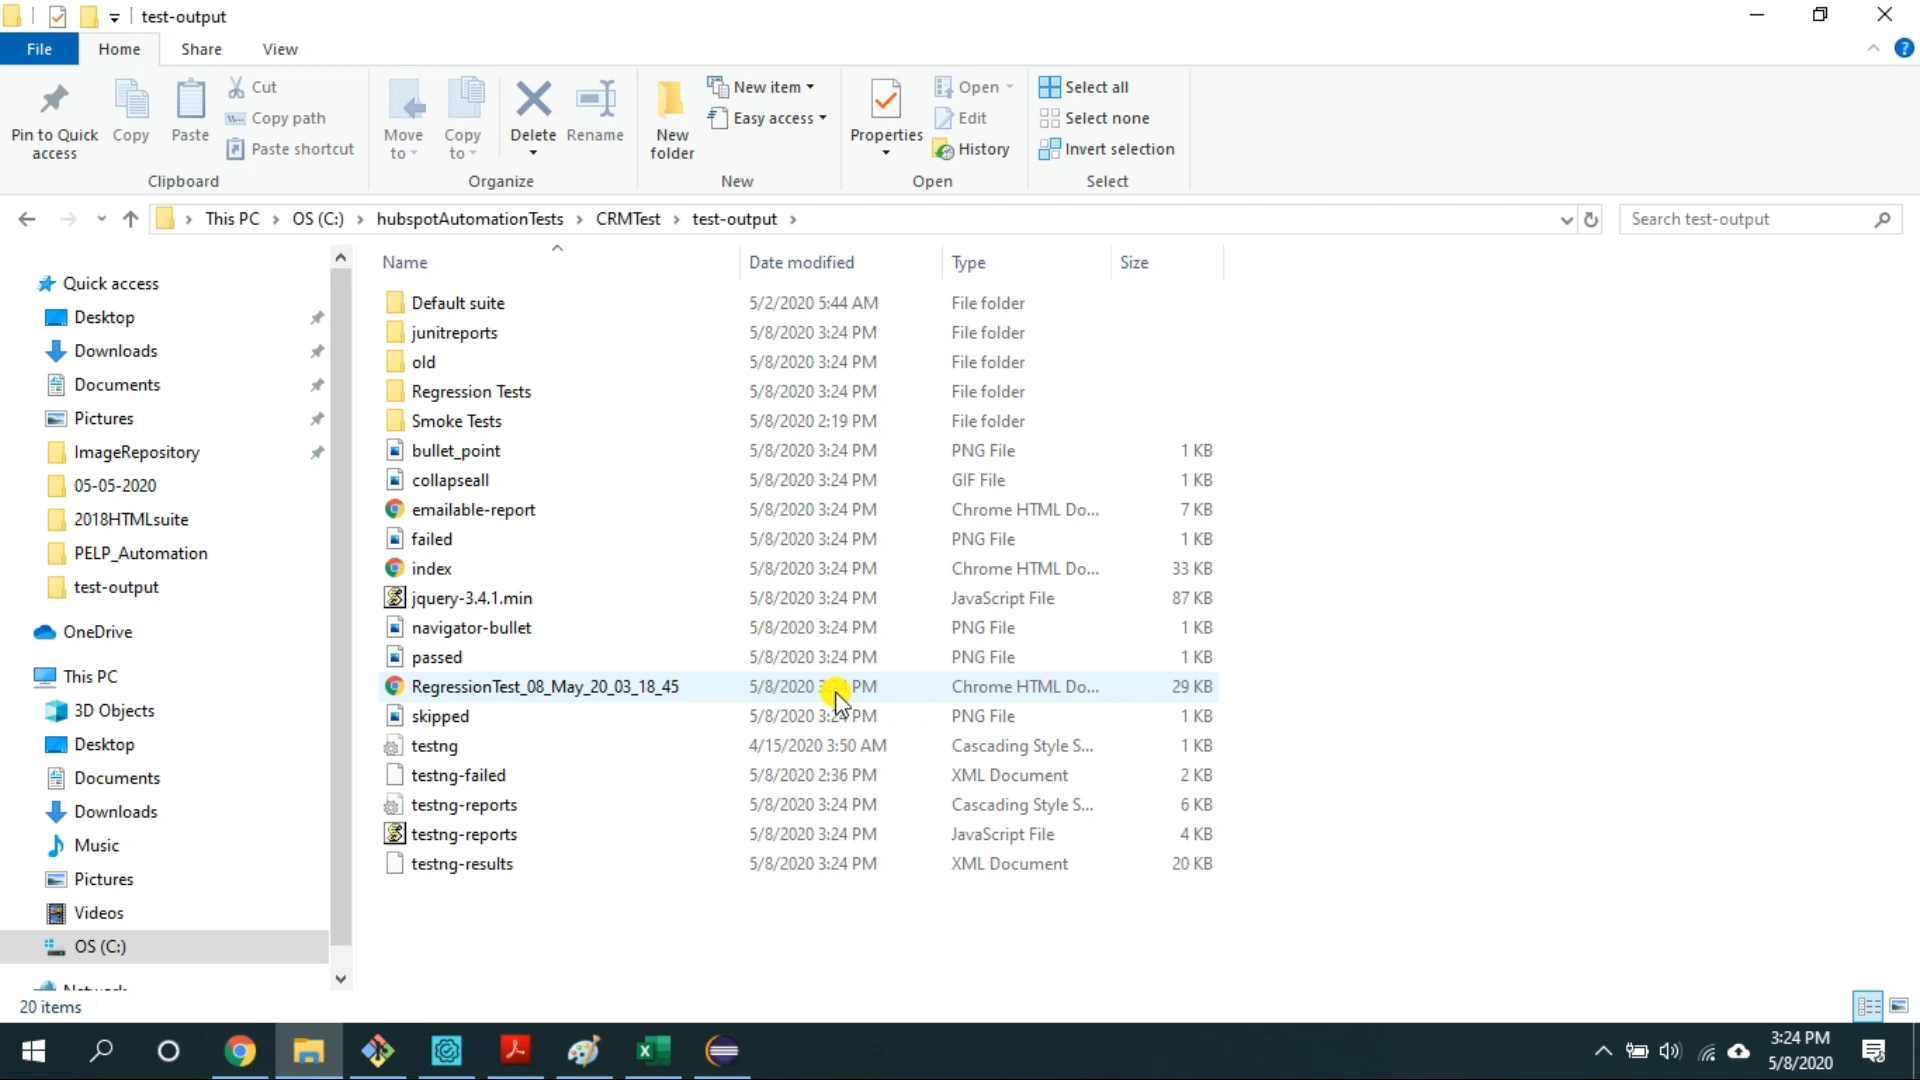 test-output
File
Home
Share
View
Pin to Quick
access
Copy
Paste
Cut
Copy path
Paste shortcut
Clipboard
Move
to
Copy
to
Delete
Rename
Organize
New
folder
New item
Easy access
New
Properties
Open
Edit
History
Open
Select all
Select none
Invert selection
Select
This PC > OS (C:) > hubspotAutomationTests > CRMTest > test-output >
Search test-output
Name Date modified Type Size
Quick access
Desktop
Downloads
Documents
Pictures
ImageRepository
05-05-2020
2018HTMLsuite
PELP_Automation
test-output
OneDrive
This PC
3D Objects
Desktop
Documents
Downloads
Music
Pictures
Videos
OS (C:)
Network
Default suite 5/2/2020 5:44 AM File folder
junitreports 5/8/2020 3:24 PM File folder
old 5/8/2020 3:24 PM File folder
Regression Tests 5/8/2020 3:24 PM File folder
Smoke Tests 5/8/2020 2:19 PM File folder
bullet_point 5/8/2020 3:24 PM PNG File 1 KB
collapseall 5/8/2020 3:24 PM GIF File 1 KB
emailable-report 5/8/2020 3:24 PM Chrome HTML Do... 7 KB
failed 5/8/2020 3:24 PM PNG File 1 KB
index 5/8/2020 3:24 PM Chrome HTML Do... 33 KB
jquery-3.4.1.min 5/8/2020 3:24 PM JavaScript File 87 KB
navigator-bullet 5/8/2020 3:24 PM PNG File 1 KB
passed 5/8/2020 3:24 PM PNG File 1 KB
RegressionTest_08_May_20_03_18_45 5/8/2020 3:24 PM Chrome HTML Do... 29 KB
skipped 5/8/2020 3:24 PM PNG File 1 KB
testng 4/15/2020 3:50 AM Cascading Style S... 1 KB
testng-failed 5/8/2020 2:36 PM XML Document 2 KB
testng-reports 5/8/2020 3:24 PM Cascading Style S... 6 KB
testng-reports 5/8/2020 3:24 PM JavaScript File 4 KB
testng-results 5/8/2020 3:24 PM XML Document 20 KB
20 items
3:24 PM
5/8/2020